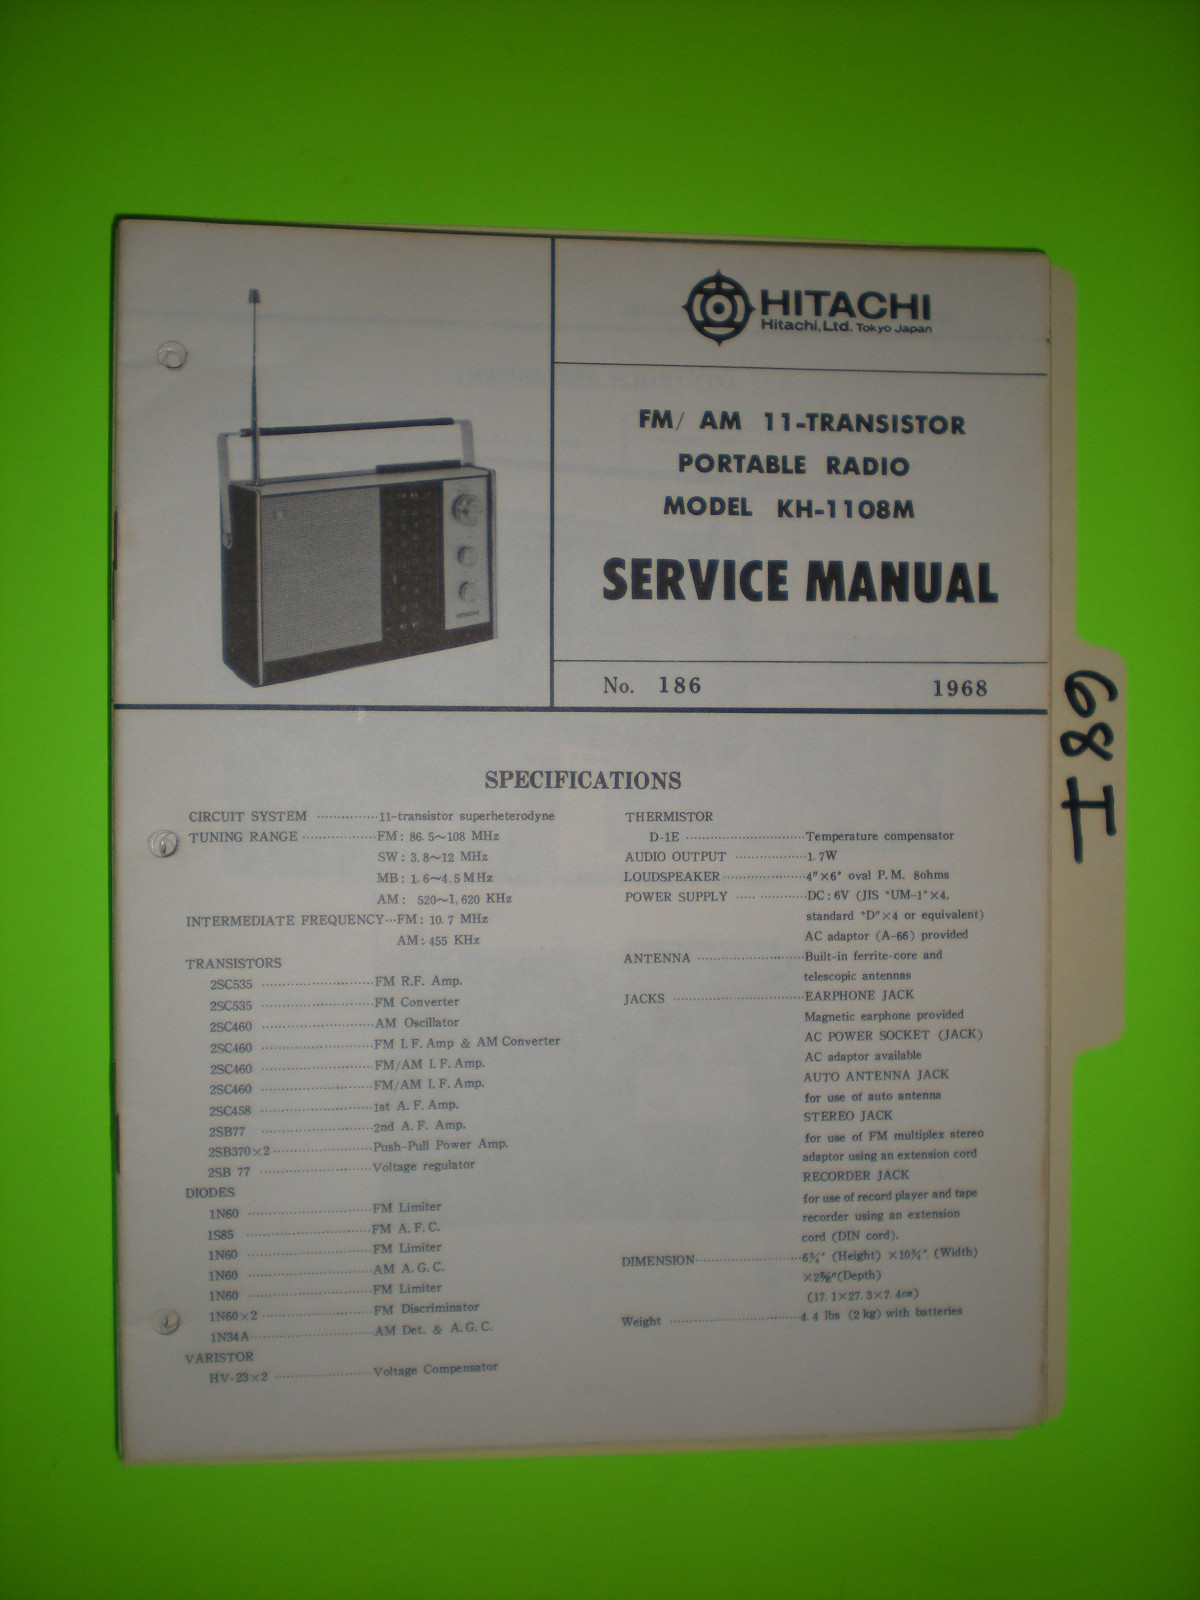 HITACHI
Hitachi, Ltd. Tokyo Japan
FM/ AM 11-TRANSISTOR
PORTABLE RADIO
MODEL KH-1108M
SERVICE MANUAL
No. 186 1968
HITACHI
68 I
SPECIFICATIONS
CIRCUIT SYSTEM ·············· 11-transistor superheterodyne
TUNING RANGE ················· FM : 86. 5~108 MHz
SW : 3. 8~12 MHz
MB : 1. 6~4. 5 MHz
AM : 520~1, 620 KHz
INTERMEDIATE FREQUENCY···FM : 10. 7 MHz
AM : 455 KHz
TRANSISTORS
2SC535 ························· FM R.F. Amp.
2SC535 ························· FM Converter
2SC460 ························· AM Oscillator
2SC460 ························· FM I. F. Amp & AM Converter
2SC460 ························· FM/AM I. F. Amp.
2SC460 ························· FM/AM I. F. Amp.
2SC458 ························· 1st A. F. Amp.
2SB77 ························· 2nd A. F. Amp.
2SB370×2 ······················ Push-Pull Power Amp.
2SB 77 ························· Voltage regulator
DIODES
1N60 ···························· FM Limiter
1S85 ···························· FM A. F. C.
1N60 ···························· FM Limiter
1N60 ···························· AM A. G. C.
1N60 ···························· FM Limiter
1N60×2 ························· FM Discriminator
1N34A ·························· AM Det. & A. G. C.
VARISTOR
HV-23×2 ······················ Voltage Compensator
THERMISTOR
D-1E ··························· Temperature compensator
AUDIO OUTPUT ················ 1. 7W
LOUDSPEAKER ·················· 4″×6″ oval P. M. 8ohms
POWER SUPPLY ················ DC : 6V (JIS "UM-1"×4,
standard "D"×4 or equivalent)
AC adaptor (A-66) provided
ANTENNA ······················· Built-in ferrite-core and
telescopic antennas
JACKS ···························· EARPHONE JACK
Magnetic earphone provided
AC POWER SOCKET (JACK)
AC adaptor available
AUTO ANTENNA JACK
for use of auto antenna
STEREO JACK
for use of FM multiplex stereo
adaptor using an extension cord
RECORDER JACK
for use of record player and tape
recorder using an extension
cord (DIN cord).
DIMENSION ······················ 6¾″ (Height) ×10¾″ (Width)
(Depth)
(17. 1×27. 3×7. 4cm)
Weight ···························· 4. 4 lbs (2 kg) with batteries